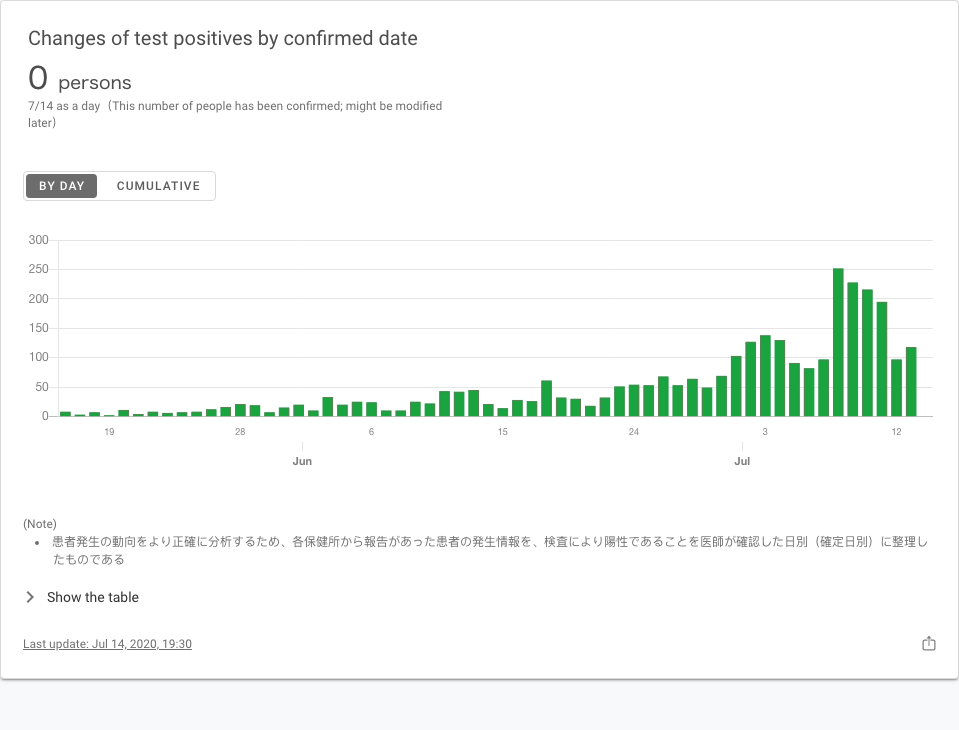 Changes of test positives by confirmed date
0 persons
7/14 as a day（This number of people has been confirmed; might be modified
later）
BY DAY CUMULATIVE
300
250
200
150
100
50
0
19 28 6 15 24 3 12
Jun Jul
(Note)
• 患者発生の動向をより正確に分析するため、各保健所から報告があった患者の発生情報を、検査により陽性であることを医師が確認した日別（確定日別）に整理し
たものである
Show the table
Last update: Jul 14, 2020, 19:30